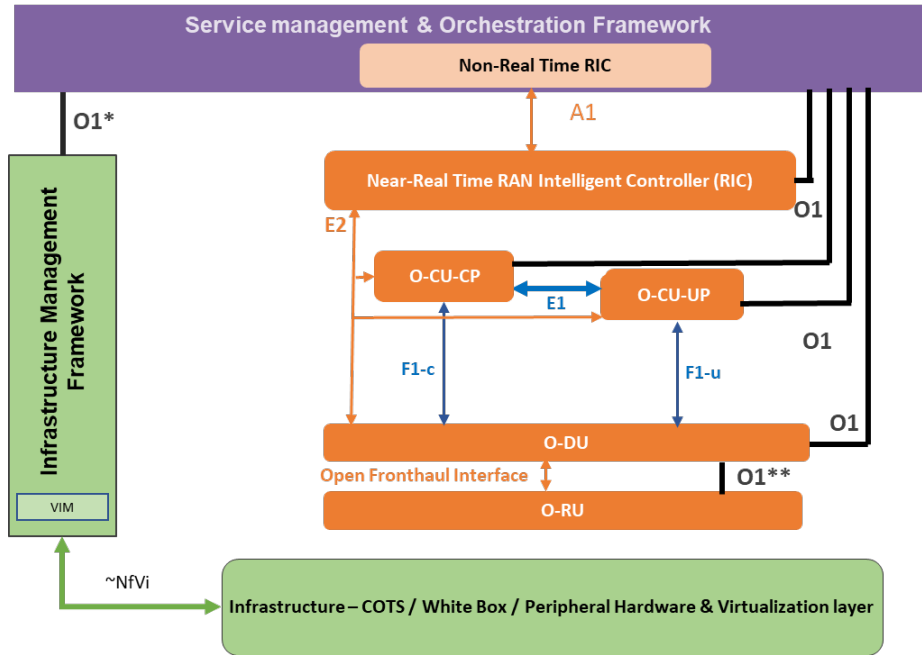 Service management & Orchestration Framework
Non-Real Time RIC
O1*
A1
Near-Real Time RAN Intelligent Controller (RIC)
O1
E2
O-CU-CP
E1
O-CU-UP
Infrastructure Management
Framework
F1-c
F1-u
O1
O1
O-DU
Open Fronthaul Interface
O1**
O-RU
VIM
~NfVi
Infrastructure – COTS / White Box / Peripheral Hardware & Virtualization layer